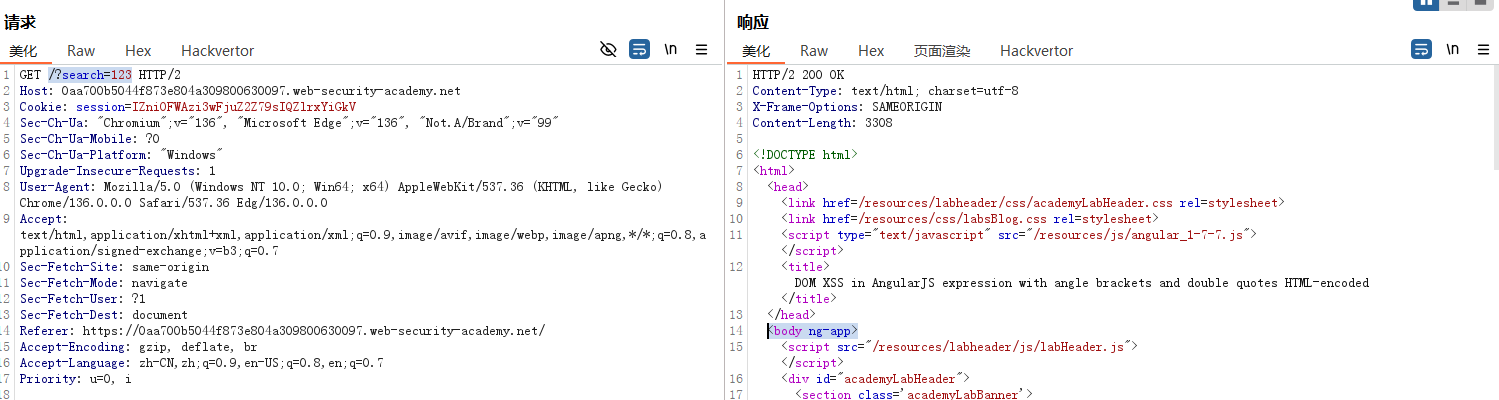 请求
美化 Raw Hex Hackvertor \n
1 GET /?search=123 HTTP/2
2 Host: 0aa700b5044f873e804a309800630097.web-security-academy.net
3 Cookie: session=IZniOFWAzi3wFjuZ2Z79sIQZlrxYiGkV
4 Sec-Ch-Ua: "Chromium";v="136", "Microsoft Edge";v="136", "Not.A/Brand";v="99"
5 Sec-Ch-Ua-Mobile: ?0
6 Sec-Ch-Ua-Platform: "Windows"
7 Upgrade-Insecure-Requests: 1
8 User-Agent: Mozilla/5.0 (Windows NT 10.0; Win64; x64) AppleWebKit/537.36 (KHTML, like Gecko)
Chrome/136.0.0.0 Safari/537.36 Edg/136.0.0.0
9 Accept:
text/html,application/xhtml+xml,application/xml;q=0.9,image/avif,image/webp,image/apng,*/*;q=0.8,a
pplication/signed-exchange;v=b3;q=0.7
10 Sec-Fetch-Site: same-origin
11 Sec-Fetch-Mode: navigate
12 Sec-Fetch-User: ?1
13 Sec-Fetch-Dest: document
14 Referer: https://0aa700b5044f873e804a309800630097.web-security-academy.net/
15 Accept-Encoding: gzip, deflate, br
16 Accept-Language: zh-CN,zh;q=0.9,en-US;q=0.8,en;q=0.7
17 Priority: u=0, i
18
响应
美化 Raw Hex 页面渲染 Hackvertor \n
1 HTTP/2 200 OK
2 Content-Type: text/html; charset=utf-8
3 X-Frame-Options: SAMEORIGIN
4 Content-Length: 3308
5
6 <!DOCTYPE html>
7 <html>
8 <head>
9 <link href=/resources/labheader/css/academyLabHeader.css rel=stylesheet>
10 <link href=/resources/css/labsBlog.css rel=stylesheet>
11 <script type="text/javascript" src="/resources/js/angular_1-7-7.js">
</script>
12 <title>
DOM XSS in AngularJS expression with angle brackets and double quotes HTML-encoded
</title>
13 </head>
14 <body ng-app>
15 <script src="/resources/labheader/js/labHeader.js">
</script>
16 <div id="academyLabHeader">
17 <section class='academyLabBanner'>